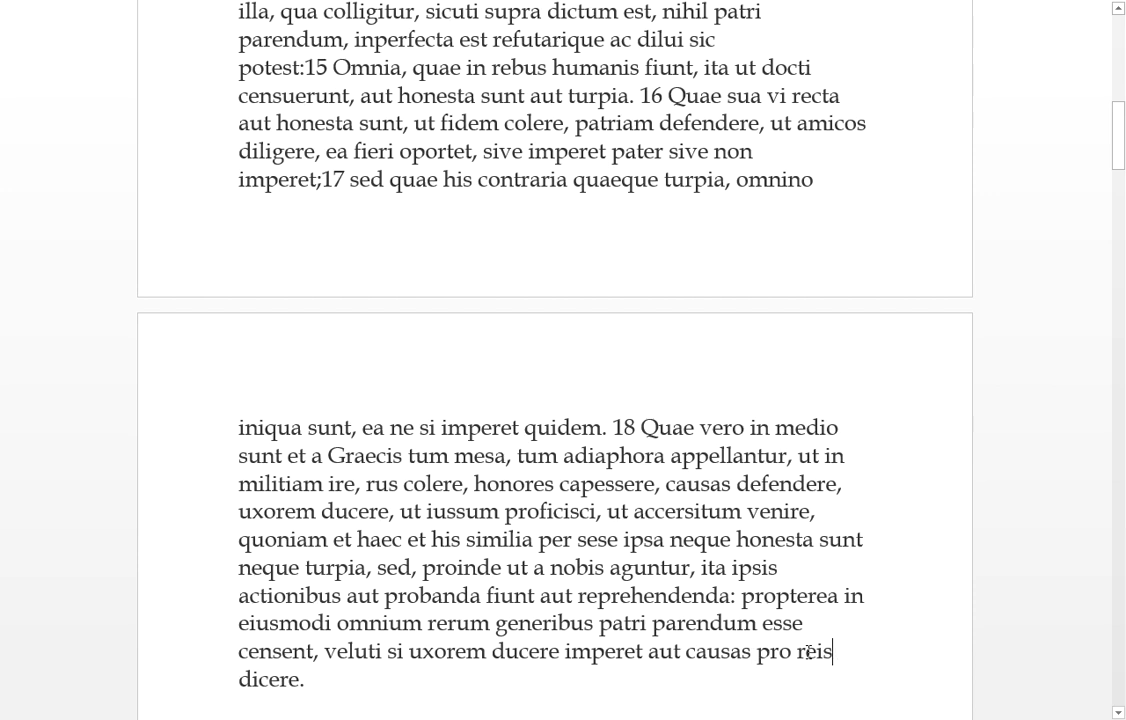 illa, qua colligitur, sicuti supra dictum est, nihil patri
parendum, inperfecta est refutarique ac dilui sic
potest:15 Omnia, quae in rebus humanis fiunt, ita ut docti
censuerunt, aut honesta sunt aut turpia. 16 Quae sua vi recta
aut honesta sunt, ut fidem colere, patriam defendere, ut amicos
diligere, ea fieri oportet, sive imperet pater sive non
imperet;17 sed quae his contraria quaeque turpia, omnino
iniqua sunt, ea ne si imperet quidem. 18 Quae vero in medio
sunt et a Graecis tum mesa, tum adiaphora appellantur, ut in
militiam ire, rus colere, honores capessere, causas defendere,
uxorem ducere, ut iussum proficisci, ut accersitum venire,
quoniam et haec et his similia per sese ipsa neque honesta sunt
neque turpia, sed, proinde ut a nobis aguntur, ita ipsis
actionibus aut probanda fiunt aut reprehendenda: propterea in
eiusmodi omnium rerum generibus patri parendum esse
censent, veluti si uxorem ducere imperet aut causas pro reis
dicere.